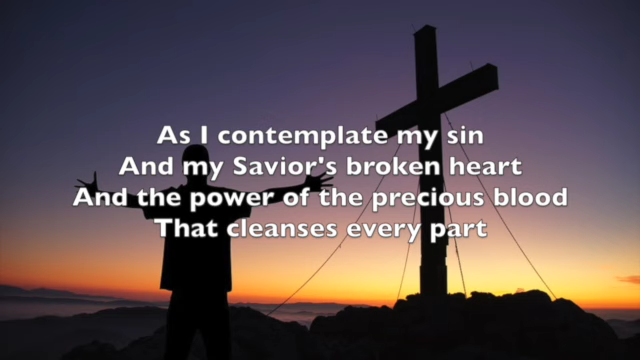 As I contemplate my sin
And my Savior's broken heart
And the power of the precious blood
That cleanses every part